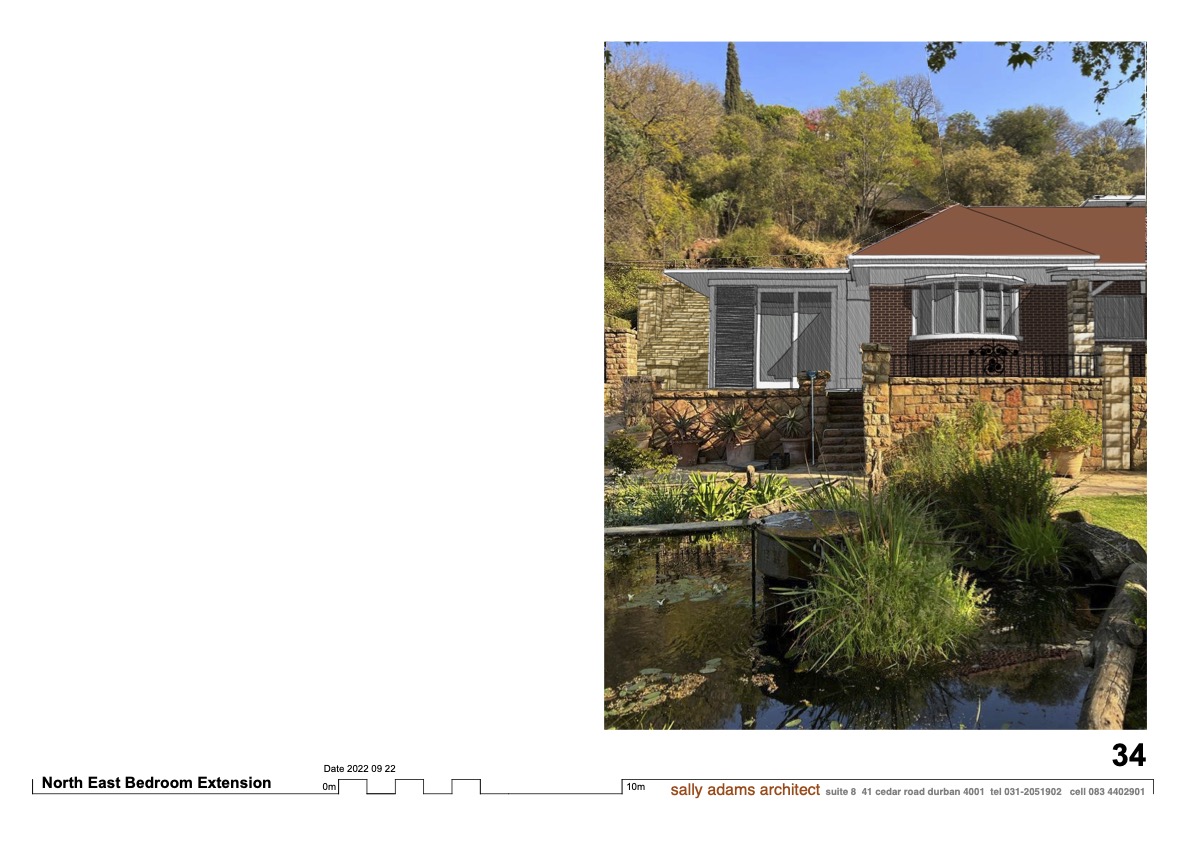 34
Date 2022 09 22
North East Bedroom Extension
0m
10m
sally adams architect suite 8 41 cedar road durban 4001 tel 031-2051902 cell 083 4402901